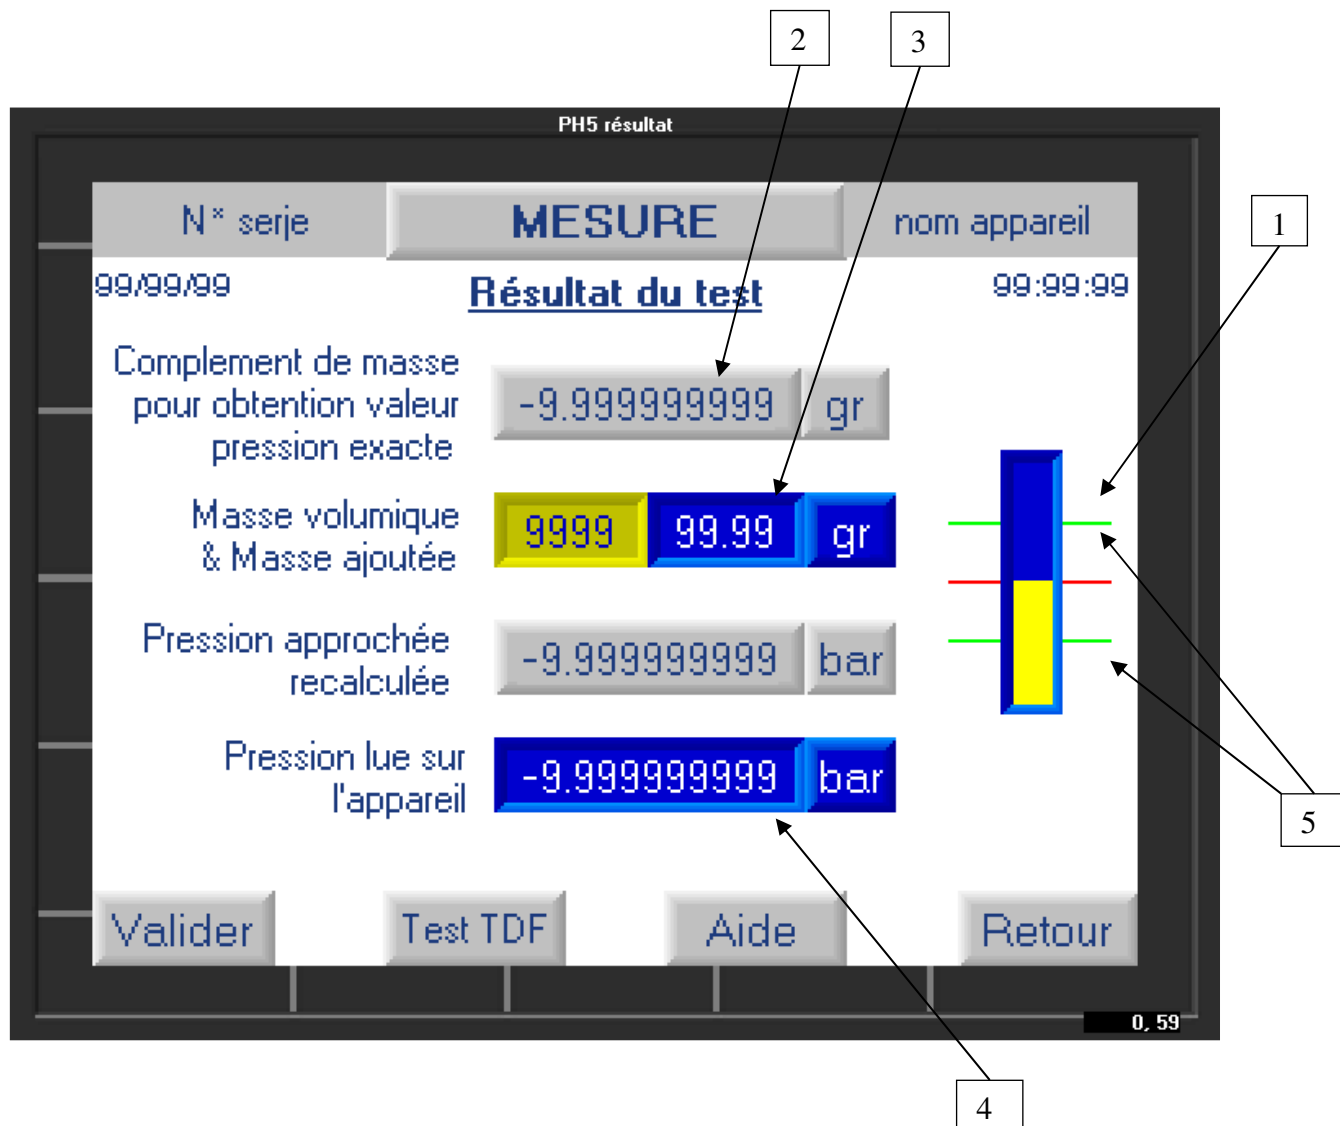 2
3
PH5 résultat
N° serje
MESURE
nom appareil
1
99/99/99
Résultat du test
99:99:99
Complement de masse
pour obtention valeur
pression exacte
-9.999999999 gr
Masse volumique
& Masse ajoutée
9999 99.99 gr
Pression approchée
recalculée
-9.999999999 bar
Pression lue sur
l'appareil
-9.999999999 bar
5
Valider
Test TDF
Aide
Retour
0, 59
4